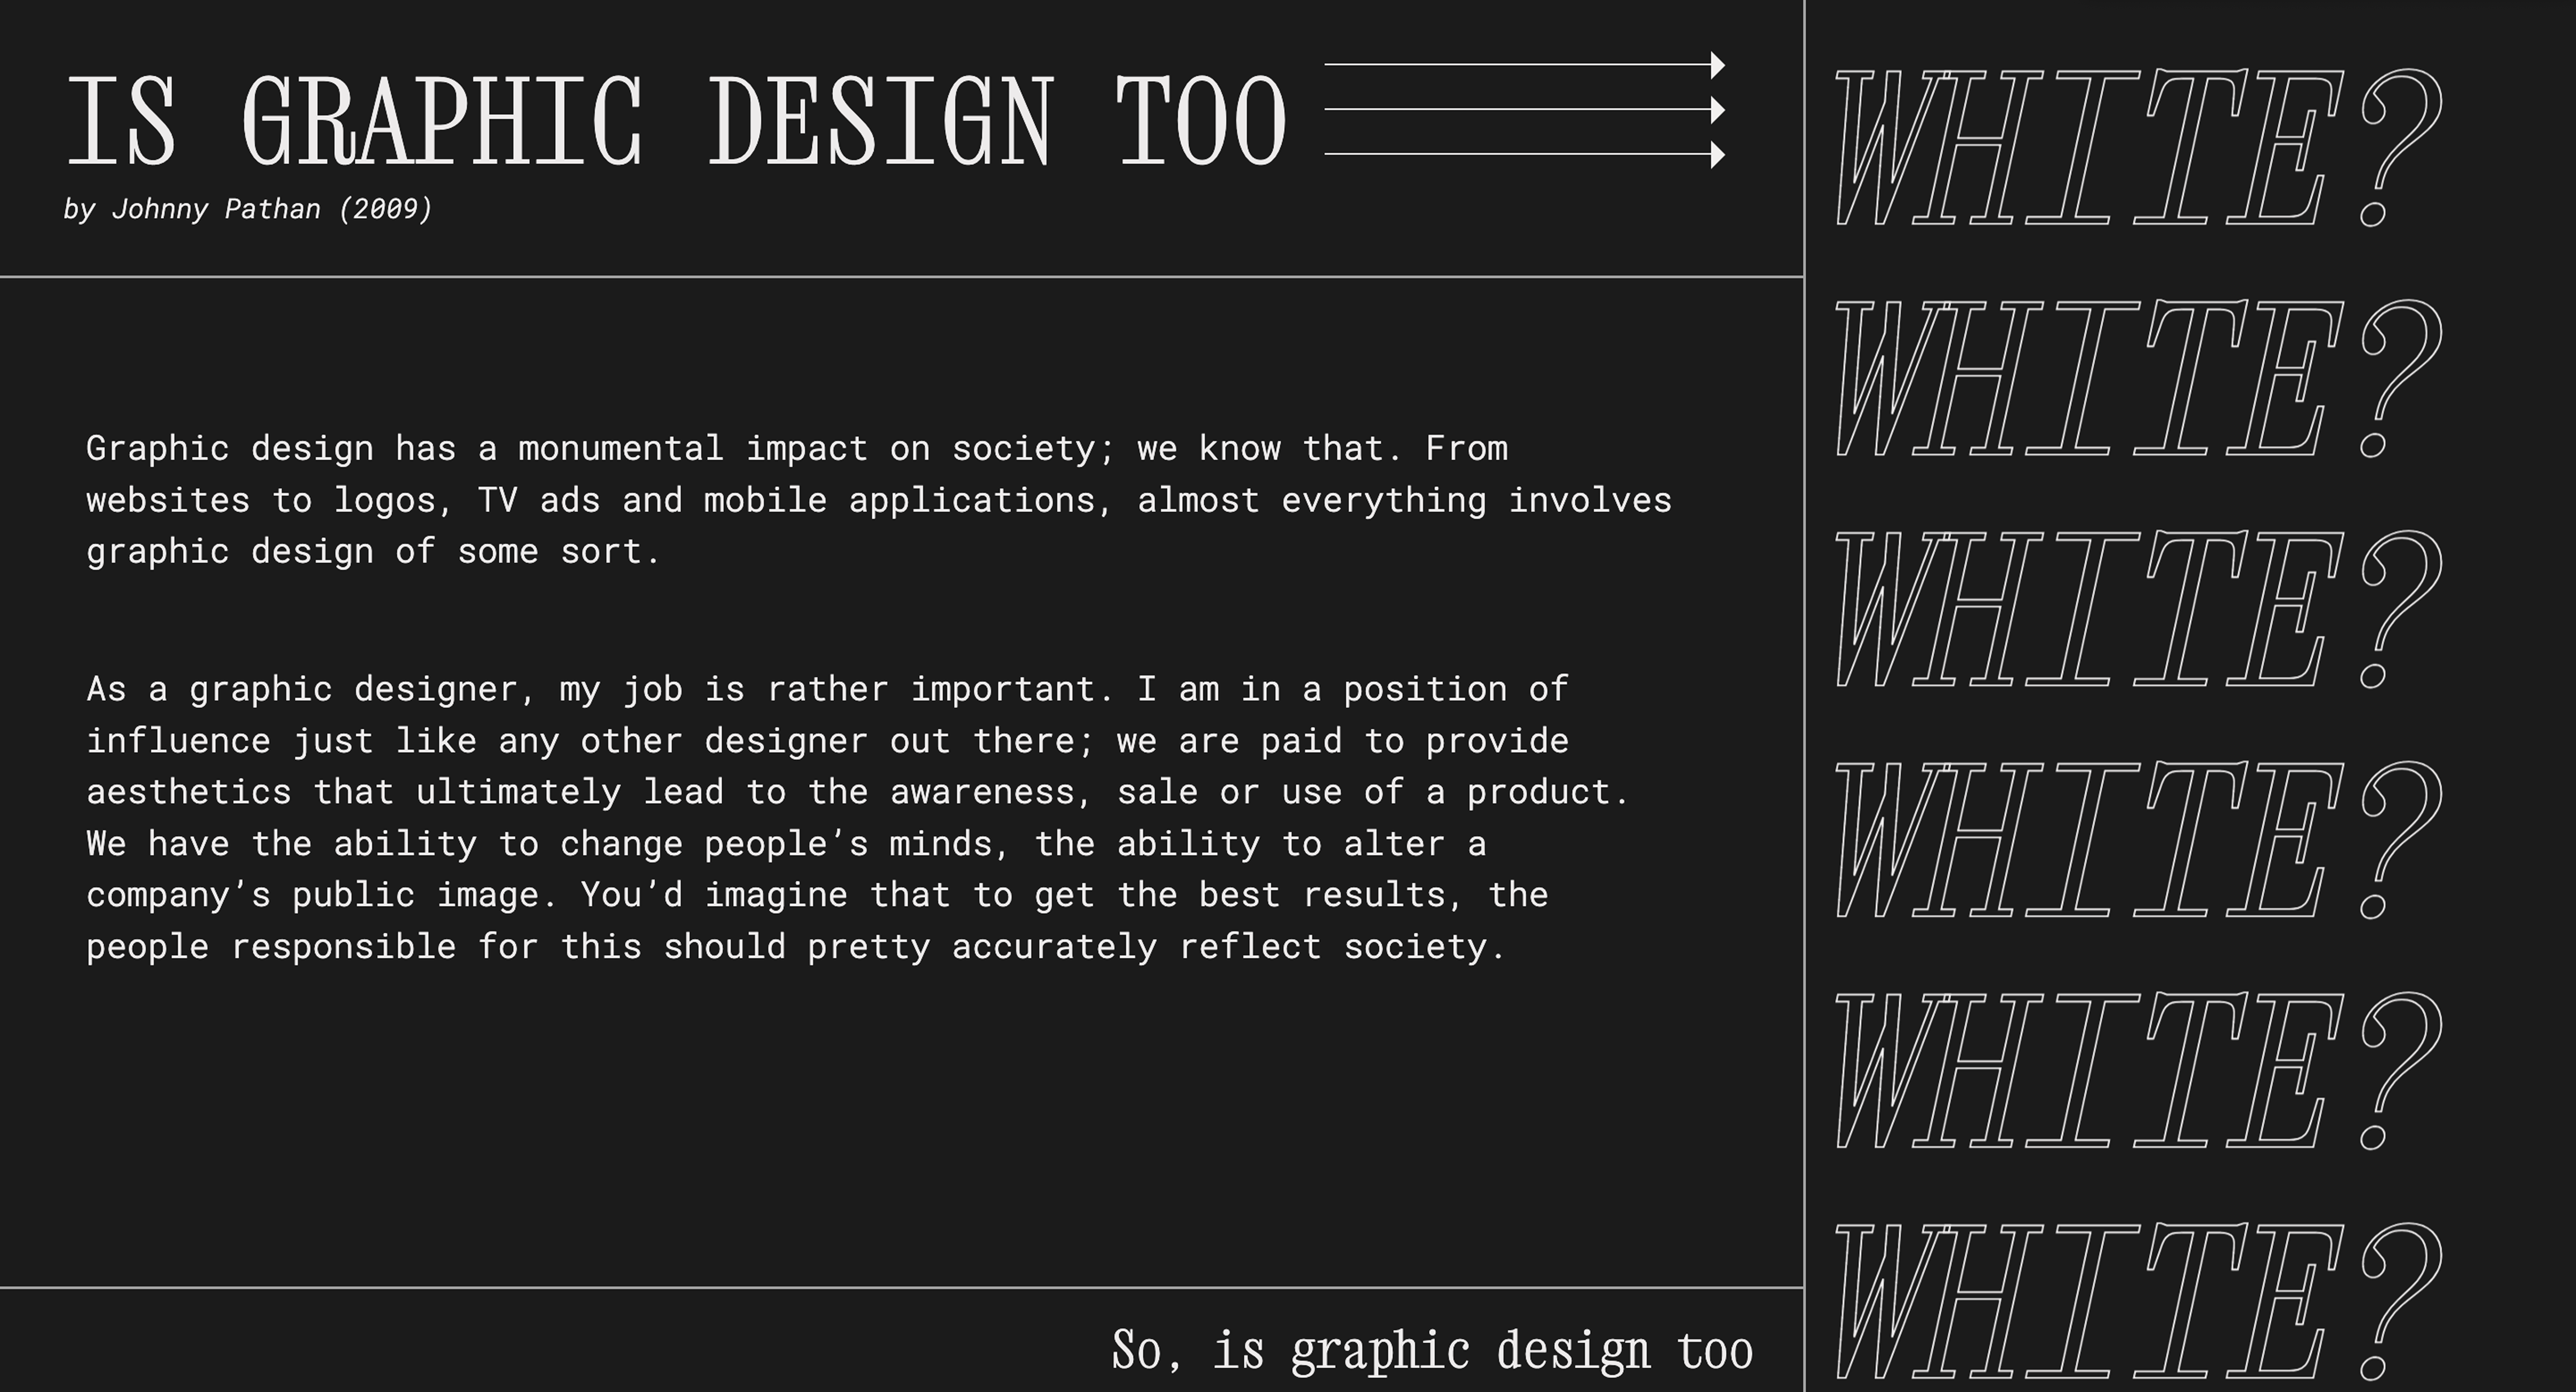 IS GRAPHIC DESIGN TOO
by Johnny Pathan (2009)
Graphic design has a monumental impact on society; we know that. From
websites to logos, TV ads and mobile applications, almost everything involves
graphic design of some sort.
As a graphic designer, my job is rather important. I am in a position of
influence just like any other designer out there; we are paid to provide
aesthetics that ultimately lead to the awareness, sale or use of a product.
We have the ability to change people’s minds, the ability to alter a
company’s public image. You’d imagine that to get the best results, the
people responsible for this should pretty accurately reflect society.
So, is graphic design too
WHITE?
WHITE?
WHITE?
WHITE?
WHITE?
WHITE?